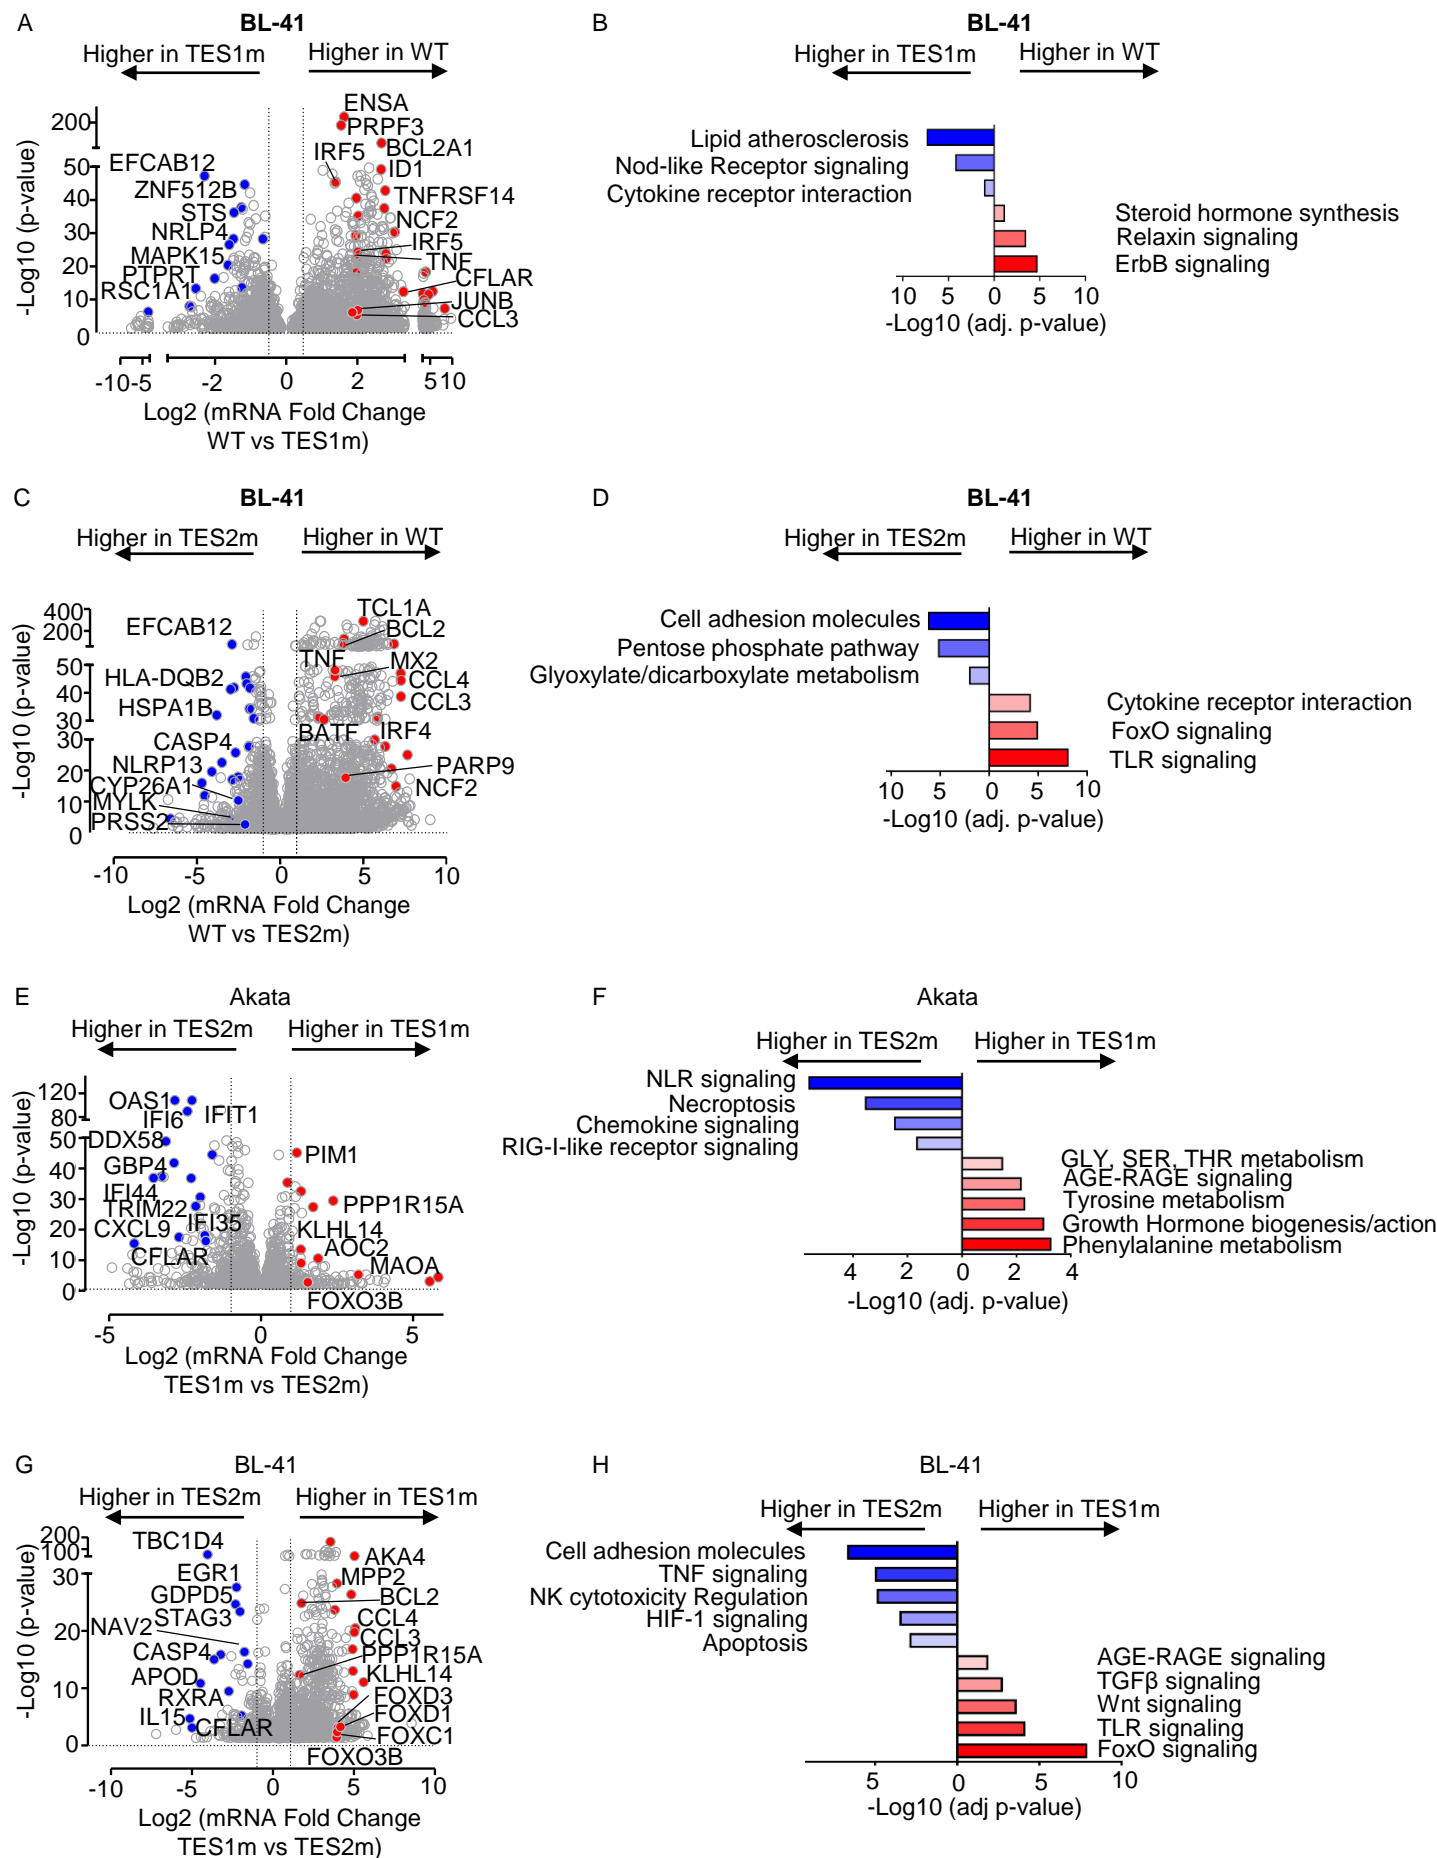 A
BL-41
Higher in TES1m
Higher in WT
-Log10 (p-value)
200
50
40
30
20
10
0
ENSA
PRPF3
BCL2A1
IRF5
ID1
TNFRSF14
NCF2
IRF5
TNF
CFLAR
JUNB
CCL3
EFCAB12
ZNF512B
STS
NRLP4
MAPK15
PTPRT
RSC1A1
-10
-5
-2
0
2
5
10
Log2 (mRNA Fold Change
WT vs TES1m)
B
BL-41
Higher in TES1m
Higher in WT
Lipid atherosclerosis
Nod-like Receptor signaling
Cytokine receptor interaction
Steroid hormone synthesis
Relaxin signaling
ErbB signaling
10
5
0
5
10
-Log10 (adj. p-value)
C
BL-41
Higher in TES2m
Higher in WT
-Log10 (p-value)
400
200
50
40
30
30
20
10
0
TCL1A
BCL2
TNF
MX2
CCL4
CCL3
BATF
IRF4
PARP9
NCF2
EFCAB12
HLA-DQB2
HSPA1B
CASP4
NLRP13
CYP26A1
MYLK
PRSS2
-10
-5
0
5
10
Log2 (mRNA Fold Change
WT vs TES2m)
D
BL-41
Higher in TES2m
Higher in WT
Cell adhesion molecules
Pentose phosphate pathway
Glyoxylate/dicarboxylate metabolism
Cytokine receptor interaction
FoxO signaling
TLR signaling
10
5
0
5
10
-Log10 (adj. p-value)
E
Akata
Higher in TES2m
Higher in TES1m
-Log10 (p-value)
120
80
50
40
30
20
10
0
OAS1
IFI6
IFIT1
DDX58
GBP4
IFI44
TRIM22
IFI35
CXCL9
CFLAR
PIM1
PPP1R15A
KLHL14
AOC2
MAOA
FOXO3B
-5
0
5
Log2 (mRNA Fold Change
TES1m vs TES2m)
F
Akata
Higher in TES2m
Higher in TES1m
NLR signaling
Necroptosis
Chemokine signaling
RIG-I-like receptor signaling
GLY, SER, THR metabolism
AGE-RAGE signaling
Tyrosine metabolism
Growth Hormone biogenesis/action
Phenylalanine metabolism
4
2
0
2
4
-Log10 (adj. p-value)
G
BL-41
Higher in TES2m
Higher in TES1m
-Log10 (p-value)
200
100
30
20
10
0
TBC1D4
EGR1
GDPD5
STAG3
NAV2
CASP4
APOD
RXRA
IL15
CFLAR
AKA4
MPP2
BCL2
CCL4
CCL3
PPP1R15A
KLHL14
FOXD3
FOXD1
FOXC1
FOXO3B
-10
-5
0
5
10
Log2 (mRNA Fold Change
TES1m vs TES2m)
H
BL-41
Higher in TES2m
Higher in TES1m
Cell adhesion molecules
TNF signaling
NK cytotoxicity Regulation
HIF-1 signaling
Apoptosis
AGE-RAGE signaling
TGFβ signaling
Wnt signaling
TLR signaling
FoxO signaling
5
0
5
10
-Log10 (adj p-value)